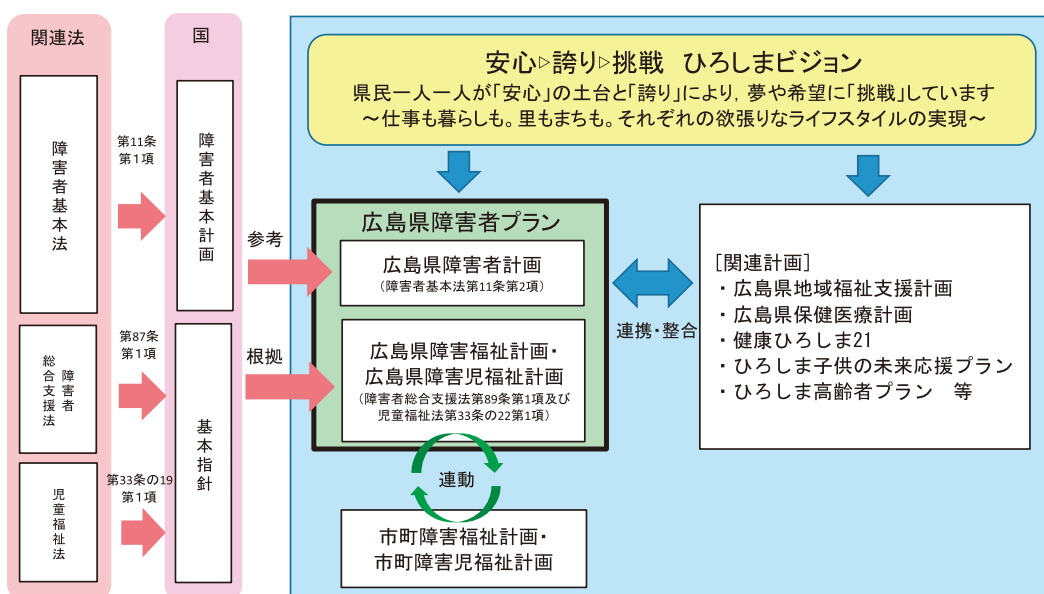 関連法
障害者基本法
障害者
総合支援法
児童福祉法
第11条
第1項
第87条
第1項
第33条の19
第1項
国
障害者基本計画
基本指針
参考
根拠
安心▷誇り▷挑戦 ひろしまビジョン
県民一人一人が「安心」の土台と「誇り」により,夢や希望に「挑戦」しています
~仕事も暮らしも。里もまちも。それぞれの欲張りなライフスタイルの実現~
広島県障害者プラン
広島県障害者計画
(障害者基本法第11条第2項)
広島県障害福祉計画・
広島県障害児福祉計画
(障害者総合支援法第89条第1項及び
児童福祉法第33条の22第1項)
連動
市町障害福祉計画・
市町障害児福祉計画
連携・整合
[関連計画]
・広島県地域福祉支援計画
・広島県保健医療計画
・健康ひろしま21
・ひろしま子供の未来応援プラン
・ひろしま高齢者プラン 等